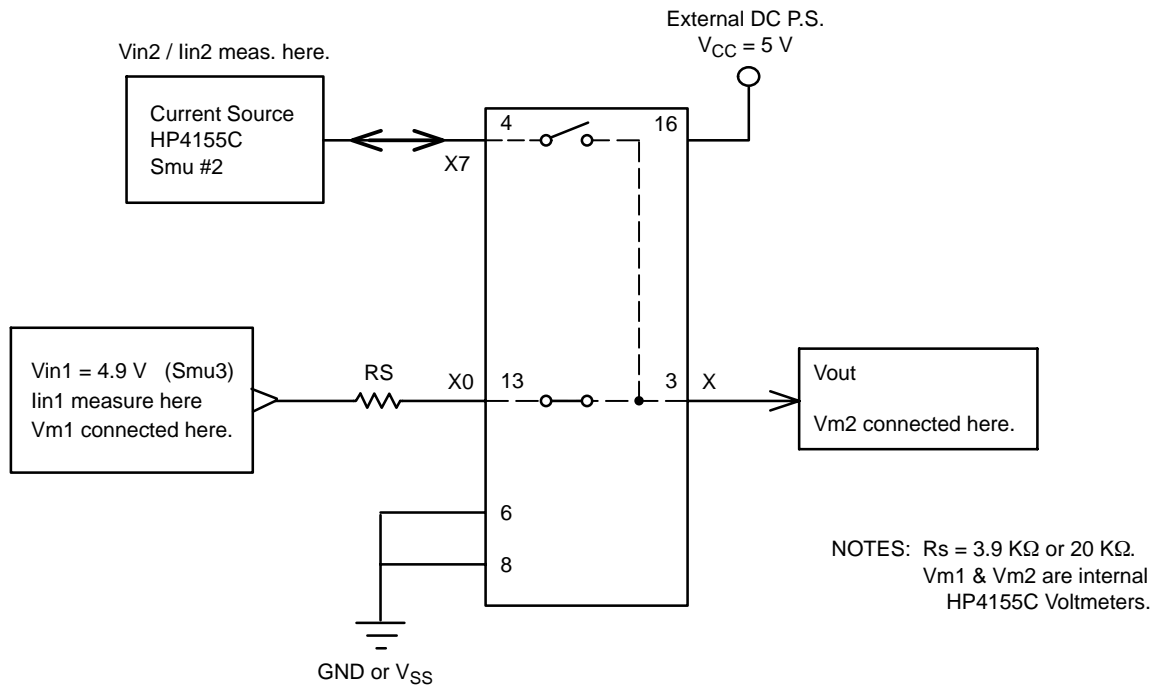 External DC P.S.
VCC = 5 V
Vin2 / Iin2 meas. here.
Current Source
HP4155C
Smu #2
4
16
X7
Vin1 = 4.9 V (Smu3)
Iin1 measure here
Vm1 connected here.
RS
X0
13
3
X
Vout
Vm2 connected here.
6
8
NOTES: Rs = 3.9 KΩ or 20 KΩ.
Vm1 & Vm2 are internal
HP4155C Voltmeters.
GND or VSS